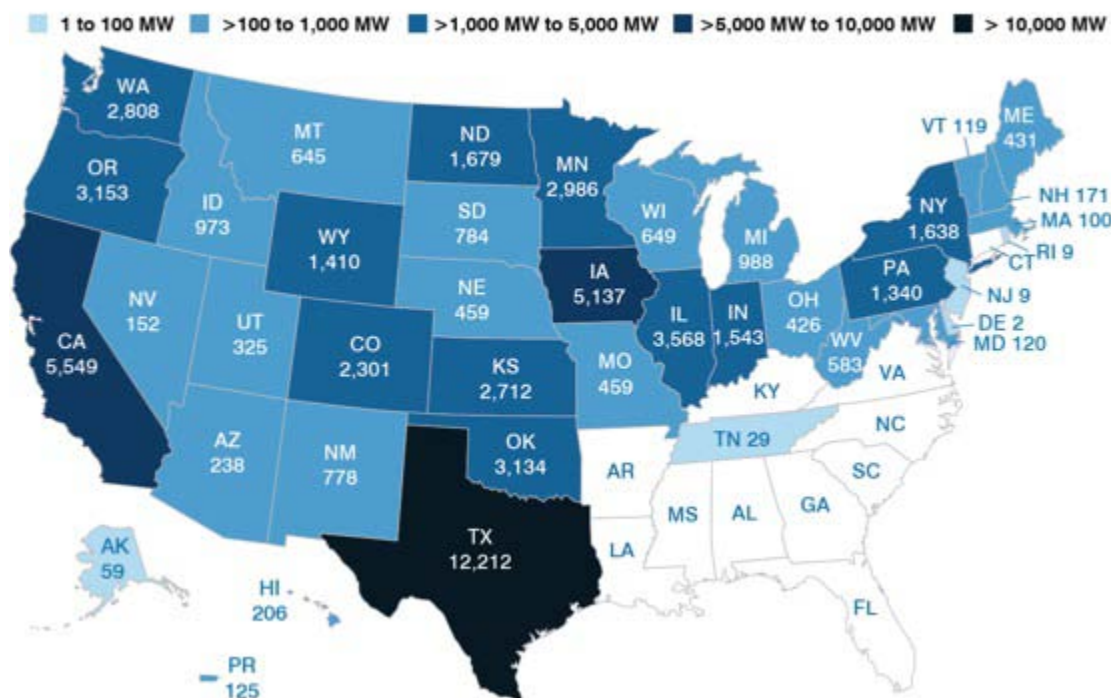 1 to 100 MW >100 to 1,000 MW >1,000 MW to 5,000 MW >5,000 MW to 10,000 MW > 10,000 MW
WA
2,808
OR
3,153
CA
5,549
ID
973
NV
152
MT
645
WY
1,410
UT
325
AZ
238
CO
2,301
NM
778
ND
1,679
SD
784
NE
459
KS
2,712
OK
3,134
TX
12,212
MN
2,986
IA
5,137
MO
459
WI
649
IL
3,568
MI
988
IN
1,543
OH
426
WV
583
KY
TN 29
AR
LA
MS
AL
GA
FL
SC
NC
VA
PA
1,340
NY
1,638
VT 119
ME
431
NH 171
MA 100
RI 9
CT
NJ 9
DE 2
MD 120
AK
59
HI
206
PR
125